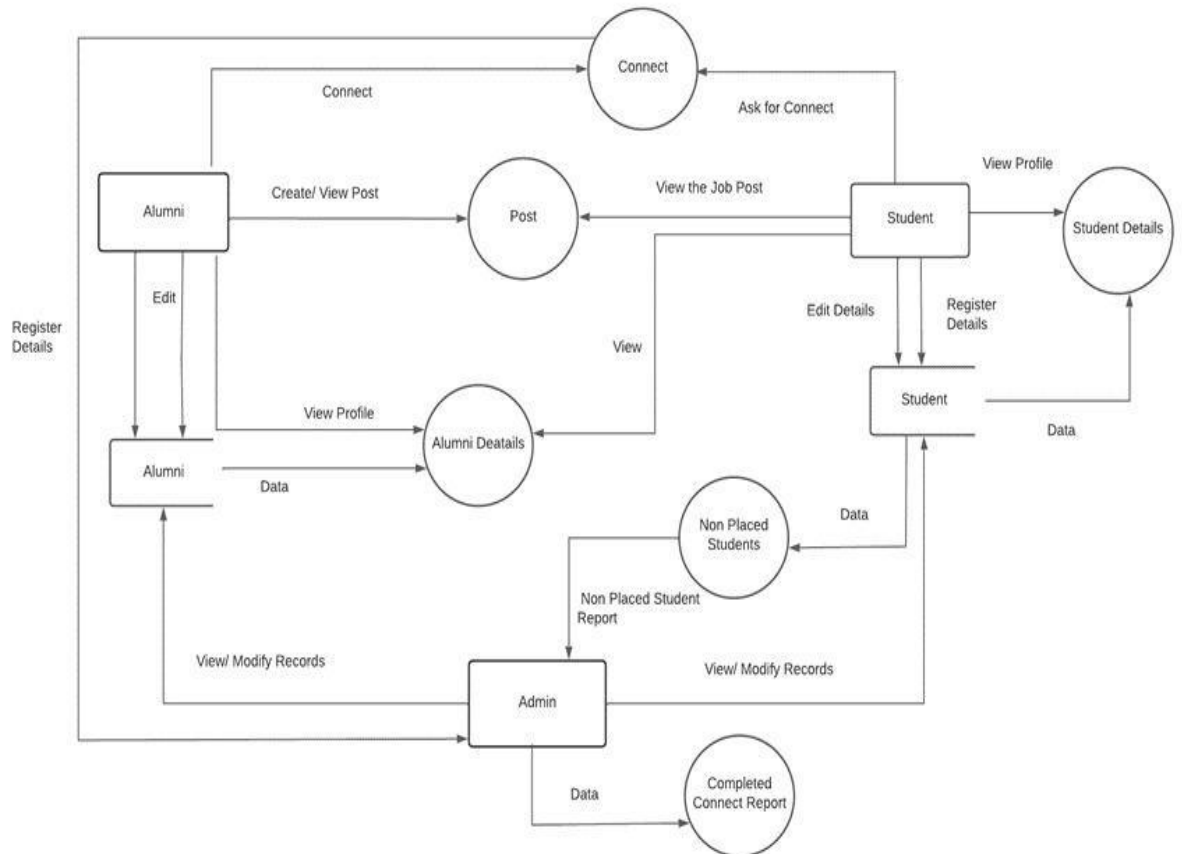 Connect
Connect
Ask for Connect
View Profile
Alumni
Create/ View Post
Post
View the Job Post
Student
Student Details
Edit
Register
Details
Edit Details
Register
Details
View
View Profile
Alumni Deatails
Student
Data
Alumni
Data
Non Placed
Students
Data
Non Placed Student
Report
View/ Modify Records
View/ Modify Records
Admin
Data
Completed
Connect Report